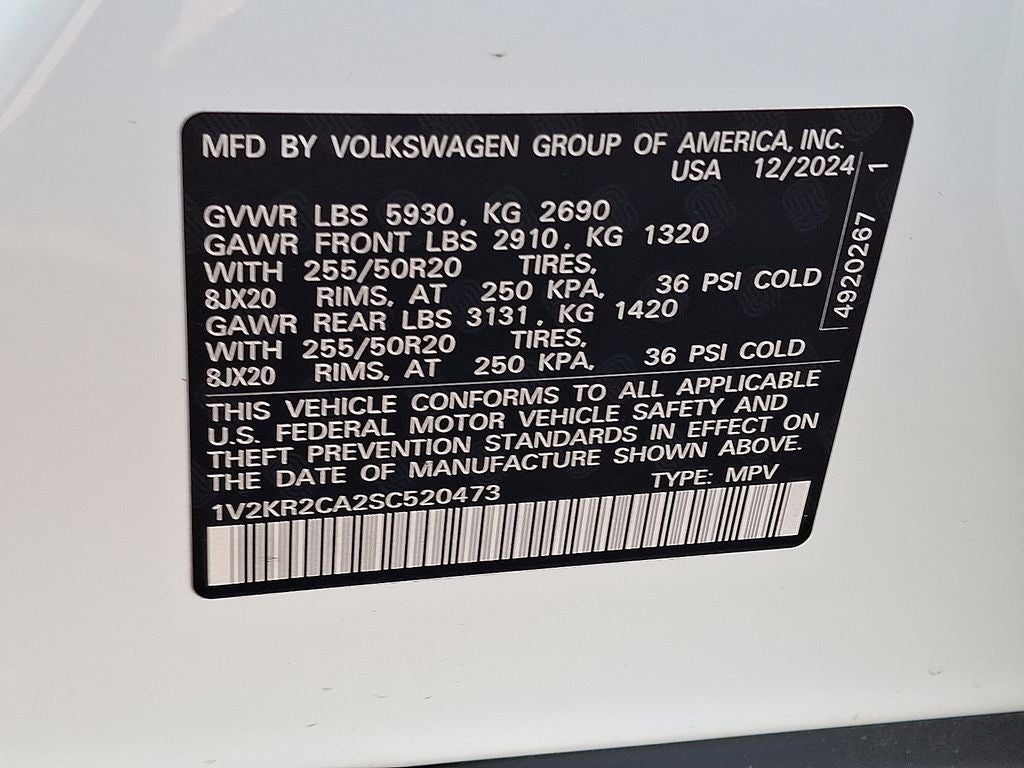 MFD BY VOLKSWAGEN GROUP OF AMERICA, INC.
USA 12/2024
GVWR LBS 5930, KG 2690
GAWR FRONT LBS 2910, KG 1320
WITH 255/50R20 TIRES,
8JX20 RIMS, AT 250 KPA, 36 PSI COLD
GAWR REAR LBS 3131, KG 1420
WITH 255/50R20 TIRES,
8JX20 RIMS, AT 250 KPA, 36 PSI COLD
4920267 1
THIS VEHICLE CONFORMS TO ALL APPLICABLE
U.S. FEDERAL MOTOR VEHICLE SAFETY AND
THEFT PREVENTION STANDARDS IN EFFECT ON
THE DATE OF MANUFACTURE SHOWN ABOVE.
1V2KR2CA2SC520473 TYPE: MPV